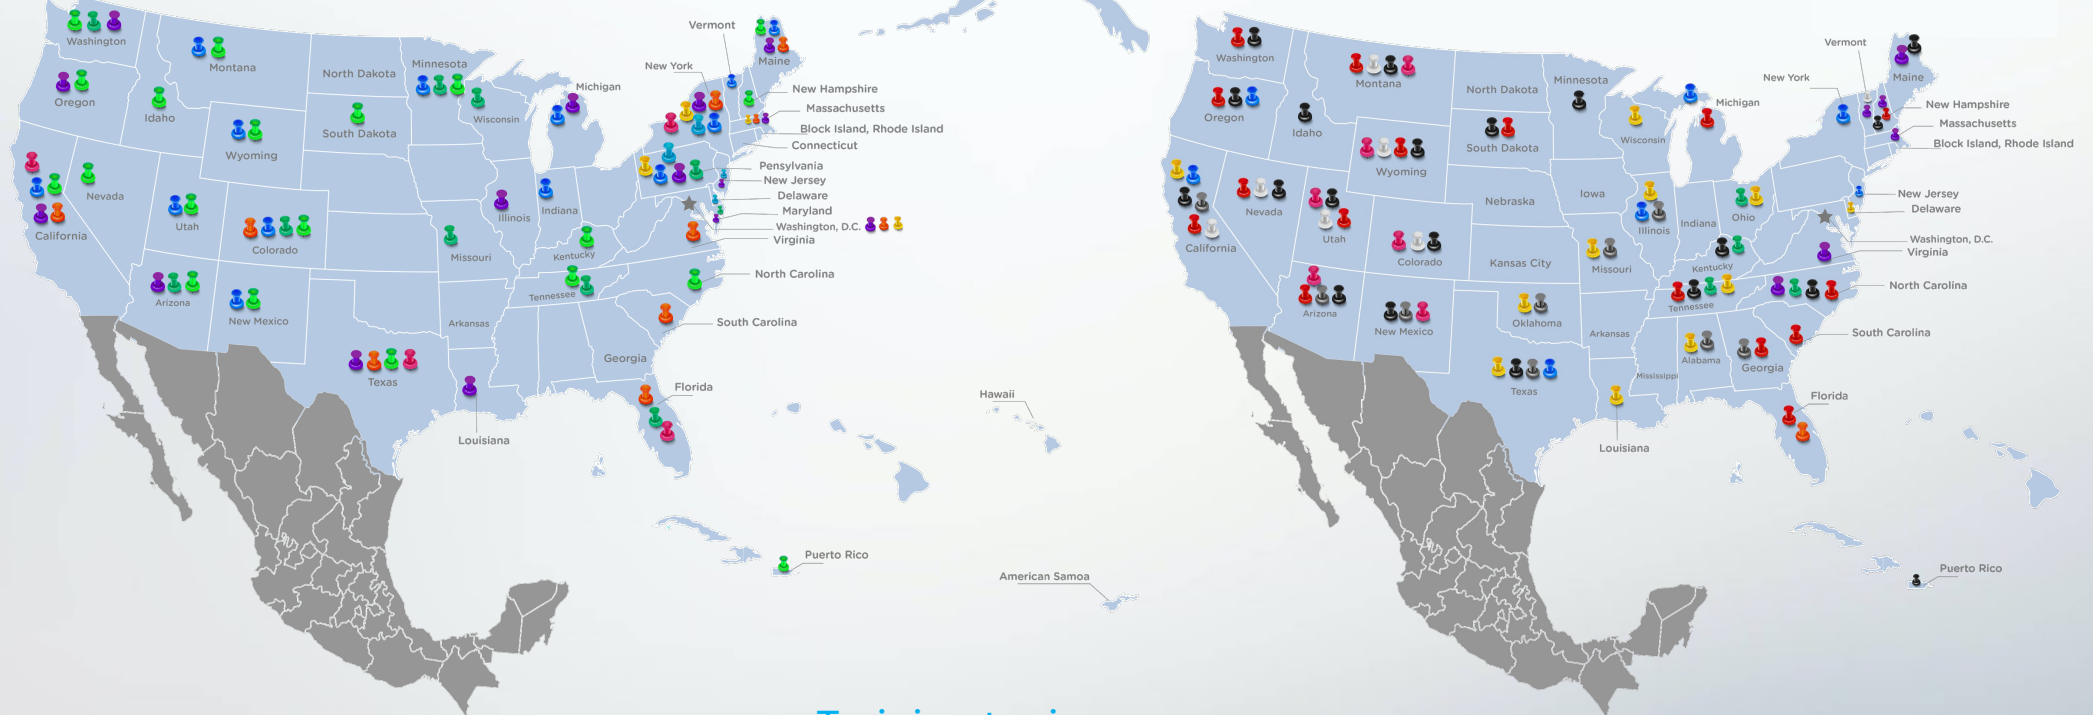 Washington
Montana
North Dakota
Minnesota
Michigan
Vermont
New York
Maine
New Hampshire
Massachusetts
Block Island, Rhode Island
Connecticut
Oregon
Idaho
Wyoming
South Dakota
Wisconsin
Pensylvania
New Jersey
Delaware
Maryland
Washington, D.C.
Virginia
Nevada
Utah
Colorado
California
Illinois
Indiana
Missouri
Kentucky
Tennessee
North Carolina
South Carolina
Arizona
New Mexico
Arkansas
Georgia
Texas
Louisiana
Florida
Puerto Rico
Hawaii
American Samoa
Washington
Montana
North Dakota
Minnesota
Michigan
Vermont
New York
Maine
New Hampshire
Massachusetts
Block Island, Rhode Island
Oregon
Idaho
Wyoming
South Dakota
Wisconsin
Iowa
Nebraska
New Jersey
Delaware
Washington, D.C.
Virginia
Nevada
Utah
Colorado
California
Kansas City
Illinois
Indiana
Ohio
Missouri
Kentucky
Tennessee
North Carolina
South Carolina
Arizona
New Mexico
Oklahoma
Arkansas
Mississippi
Alabama
Georgia
Texas
Louisiana
Florida
Puerto Rico